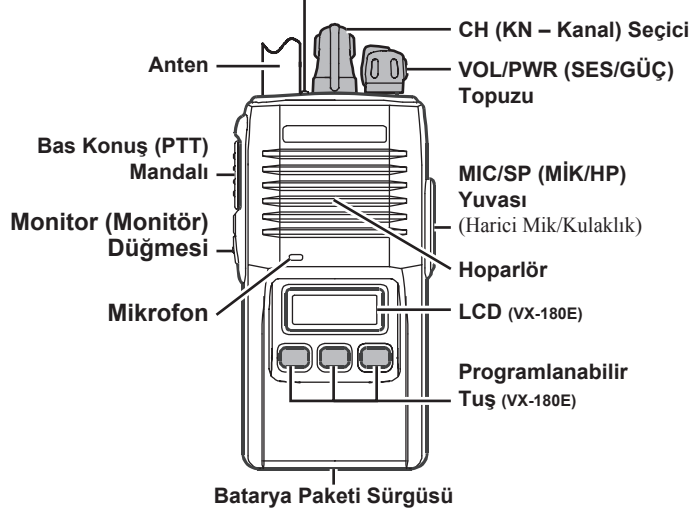 CH (KN – Kanal) Seçici
Anten
VOL/PWR (SES/GÜÇ)
Topuzu
Bas Konuş (PTT)
Mandalı
MIC/SP (MİK/HP)
Yuvası
(Harici Mik/Kulaklık)
Monitor (Monitör)
Düğmesi
Hoparlör
Mikrofon
LCD (VX-180E)
Programlanabilir
Tuş (VX-180E)
Batarya Paketi Sürgüsü